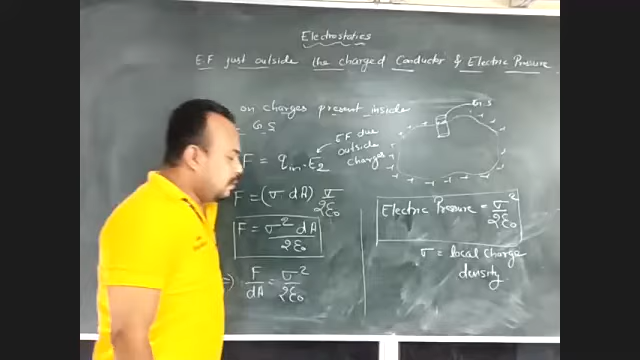 Electrostatics
E.F just outside the charged Conductor & Electric Pressure
on charges present inside
G.S
F = qin.E2
E.F due
outside
charges
F = (σ dA) σ/2ε₀
F = σ² dA/2ε₀
⇒) F/dA = σ²/2ε₀
G.S
Electric Pressure = σ²/2ε₀
σ = local charge
density